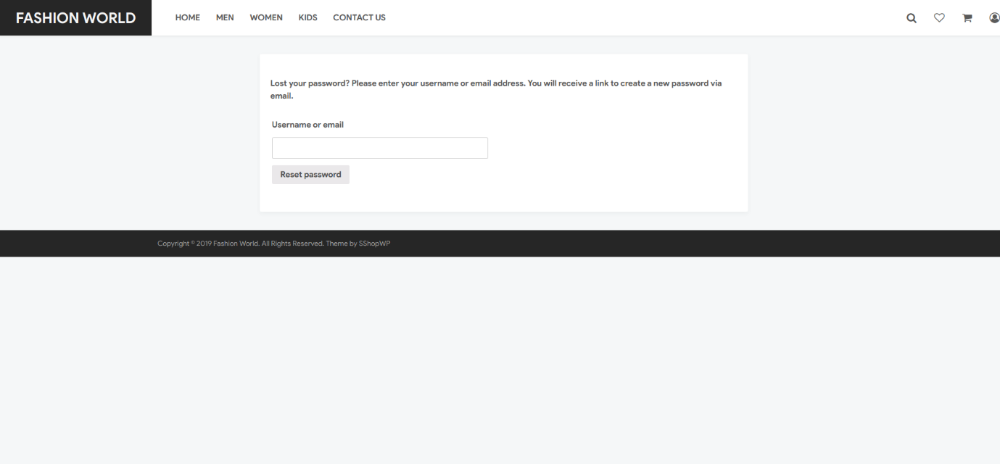 FASHION WORLD
HOME MEN WOMEN KIDS CONTACT US
Lost your password? Please enter your username or email address. You will receive a link to create a new password via
email.
Username or email
Reset password
Copyright © 2019 Fashion World. All Rights Reserved. Theme by SShopWP